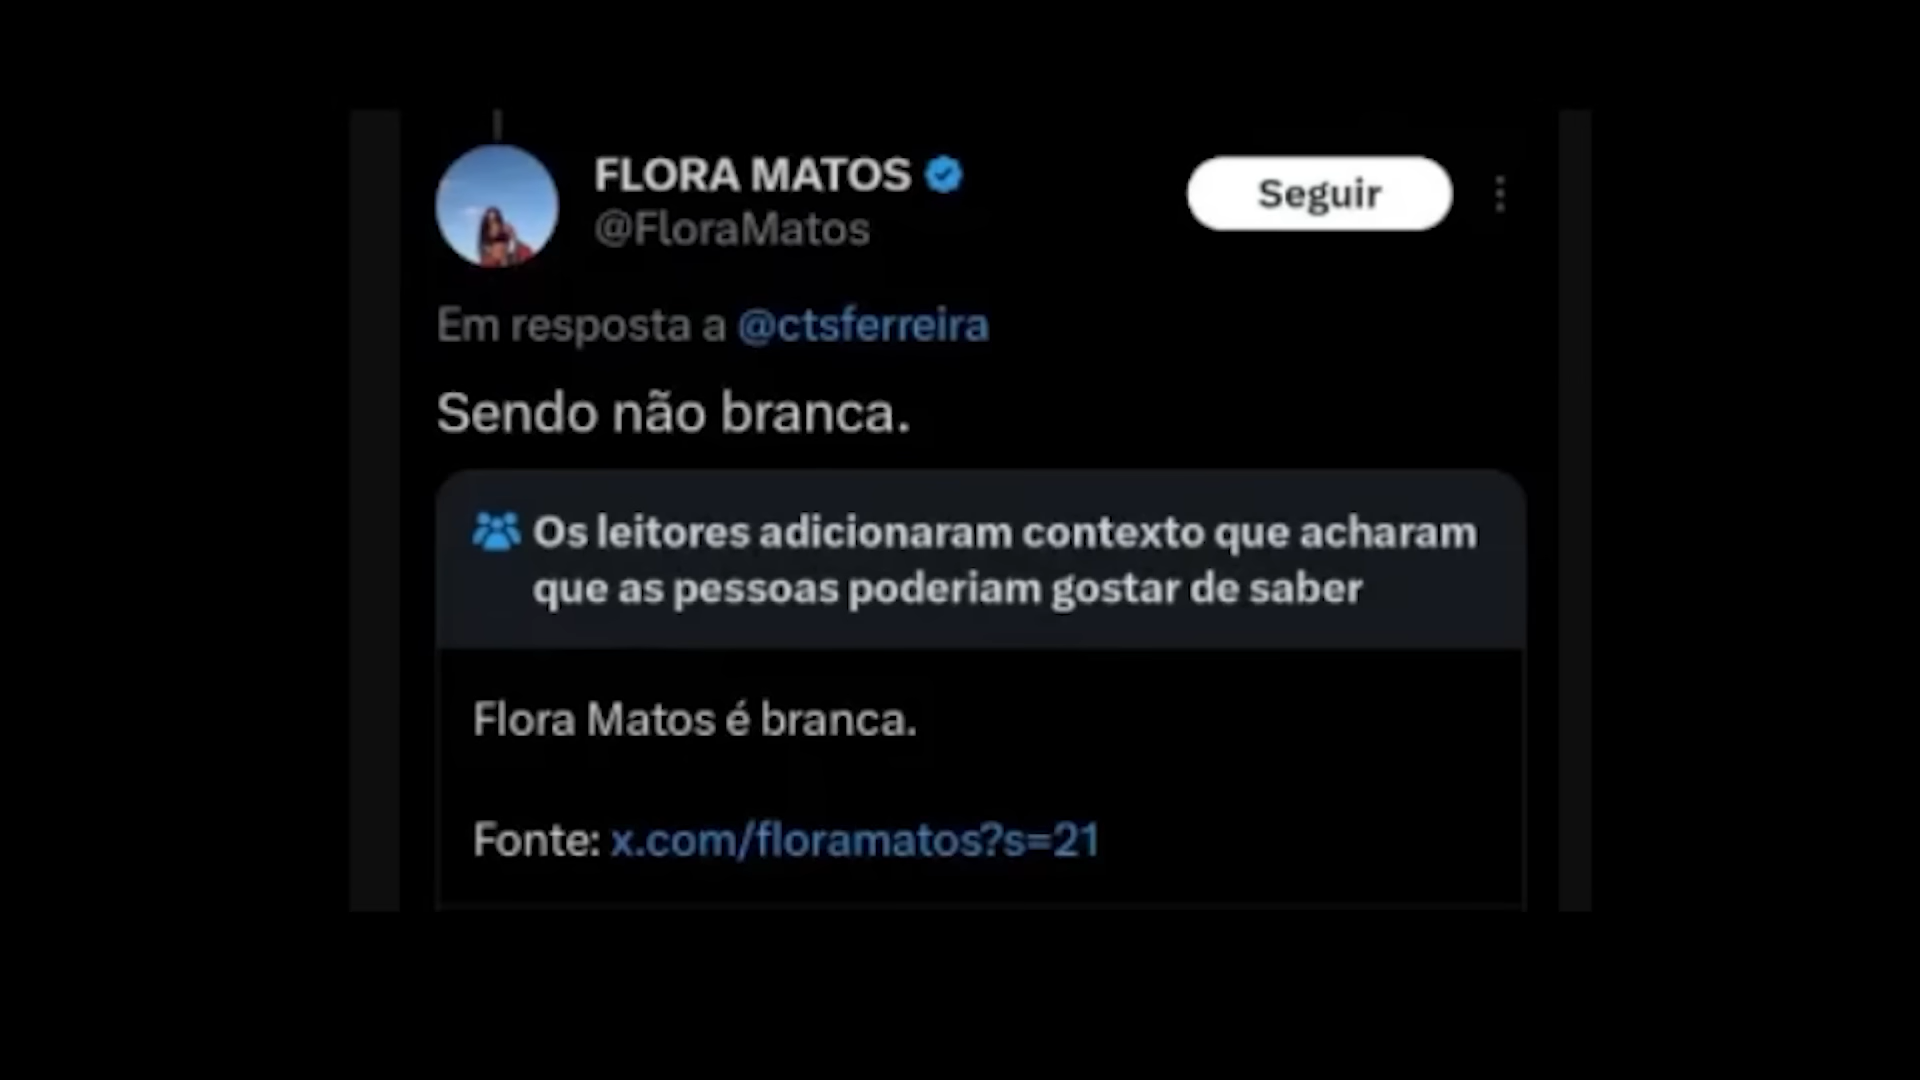 FLORA MATOS
@FloraMatos
Seguir
Em resposta a @ctsferreira
Sendo não branca.
Os leitores adicionaram contexto que acharam
que as pessoas poderiam gostar de saber
Flora Matos é branca.
Fonte: x.com/floramatos?s=21